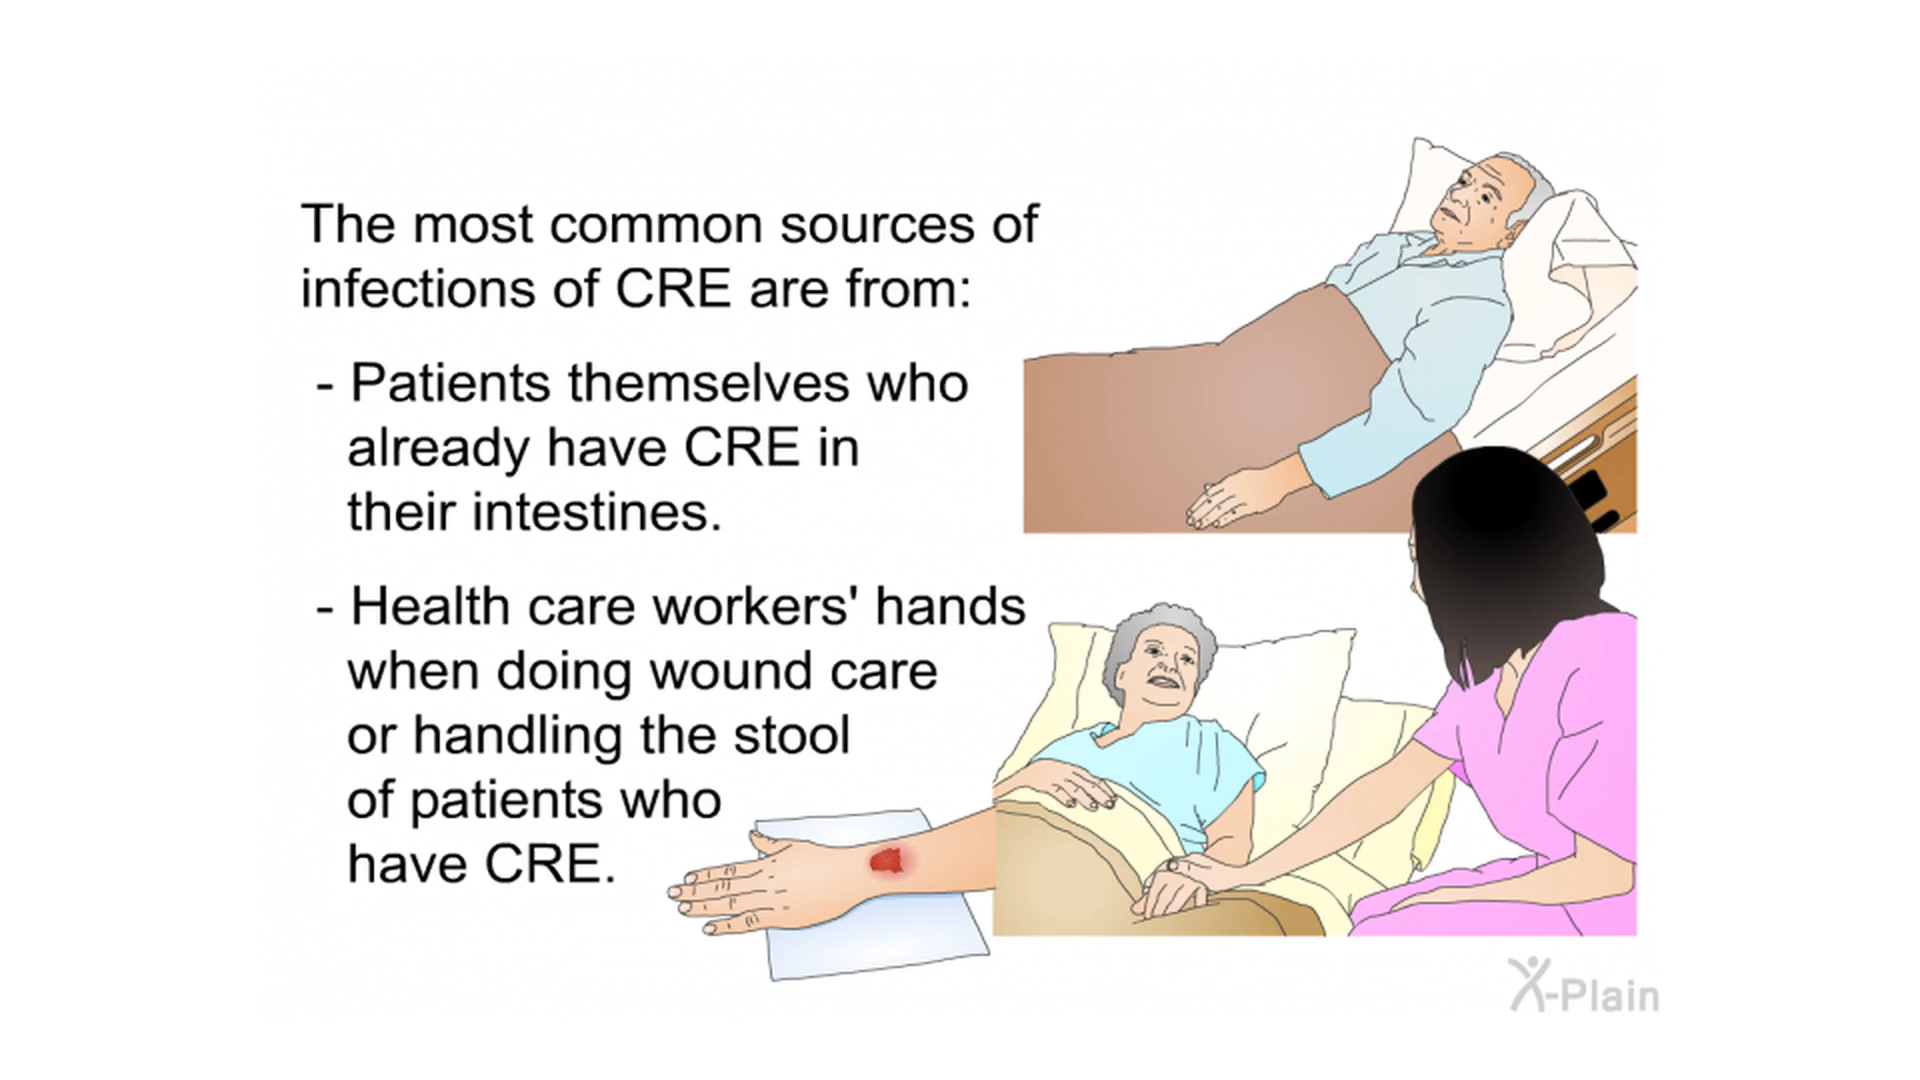 The most common sources of
infections of CRE are from:
- Patients themselves who
already have CRE in
their intestines.
- Health care workers' hands
when doing wound care
or handling the stool
of patients who
have CRE.
X-Plain